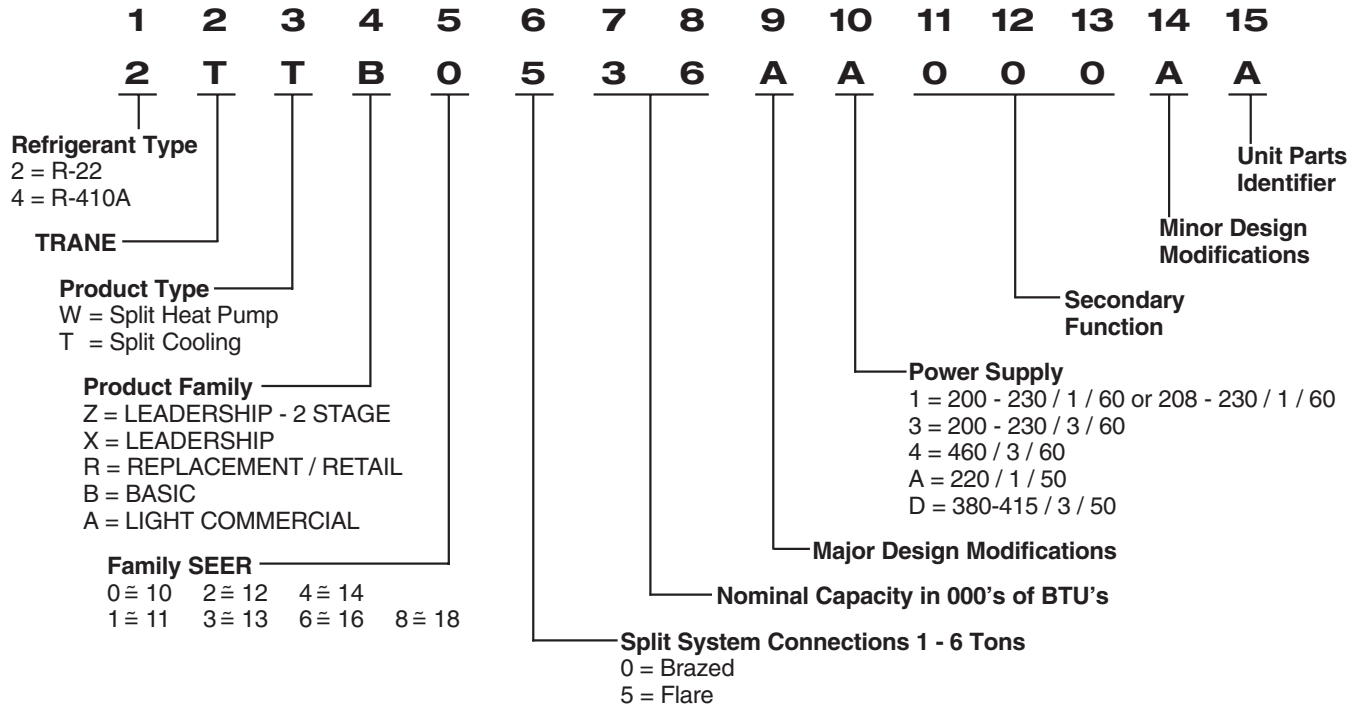 1 2 3 4 5 6 7 8 9 10 11 12 13 14 15
2 T T B 0 5 3 6 A A 0 0 0 A A
Refrigerant Type
2 = R-22
4 = R-410A
TRANE
Product Type
W = Split Heat Pump
T = Split Cooling
Product Family
Z = LEADERSHIP - 2 STAGE
X = LEADERSHIP
R = REPLACEMENT / RETAIL
B = BASIC
A = LIGHT COMMERCIAL
Family SEER
0 ≅ 10 2 ≅ 12 4 ≅ 14
1 ≅ 11 3 ≅ 13 6 ≅ 16 8 ≅ 18
Split System Connections 1 - 6 Tons
0 = Brazed
5 = Flare
Nominal Capacity in 000's of BTU's
Major Design Modifications
Power Supply
1 = 200 - 230 / 1 / 60 or 208 - 230 / 1 / 60
3 = 200 - 230 / 3 / 60
4 = 460 / 3 / 60
A = 220 / 1 / 50
D = 380-415 / 3 / 50
Secondary
Function
Minor Design
Modifications
Unit Parts
Identifier